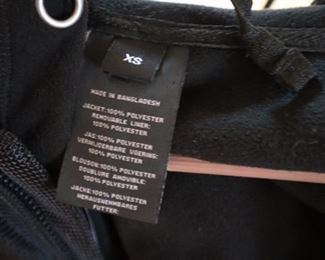 XS
MADE IN BANGLADESH
JACKET:100% POLYESTER
REMOVABLE LINER:
100% POLYESTER
JAS:100% POLYESTER
VERWIJDERBARE VOERING:
100% POLYESTER
BLOUSON:100% POLYESTER
DOUBLURE AMOVIBLE:
100% POLYESTER
JACKE:100% POLYESTER
HERAUSNEHMBARES
FUTTER: